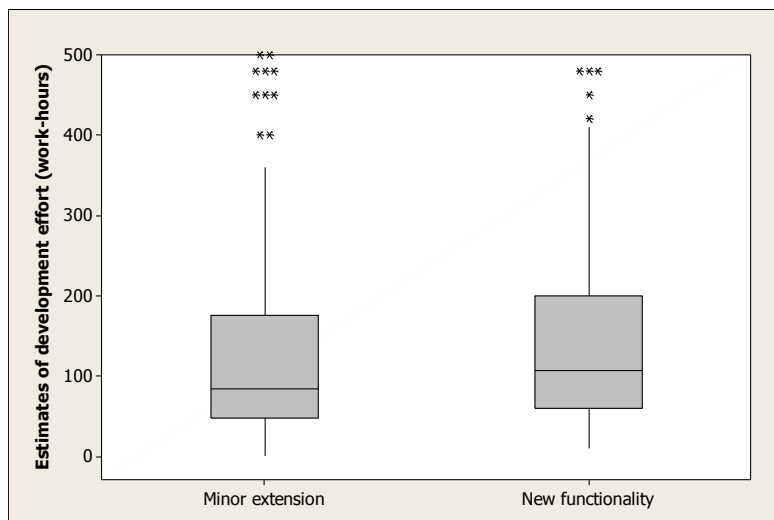 Estimates of development effort (work-hours)
500
400
300
200
100
0
Minor extension
New functionality